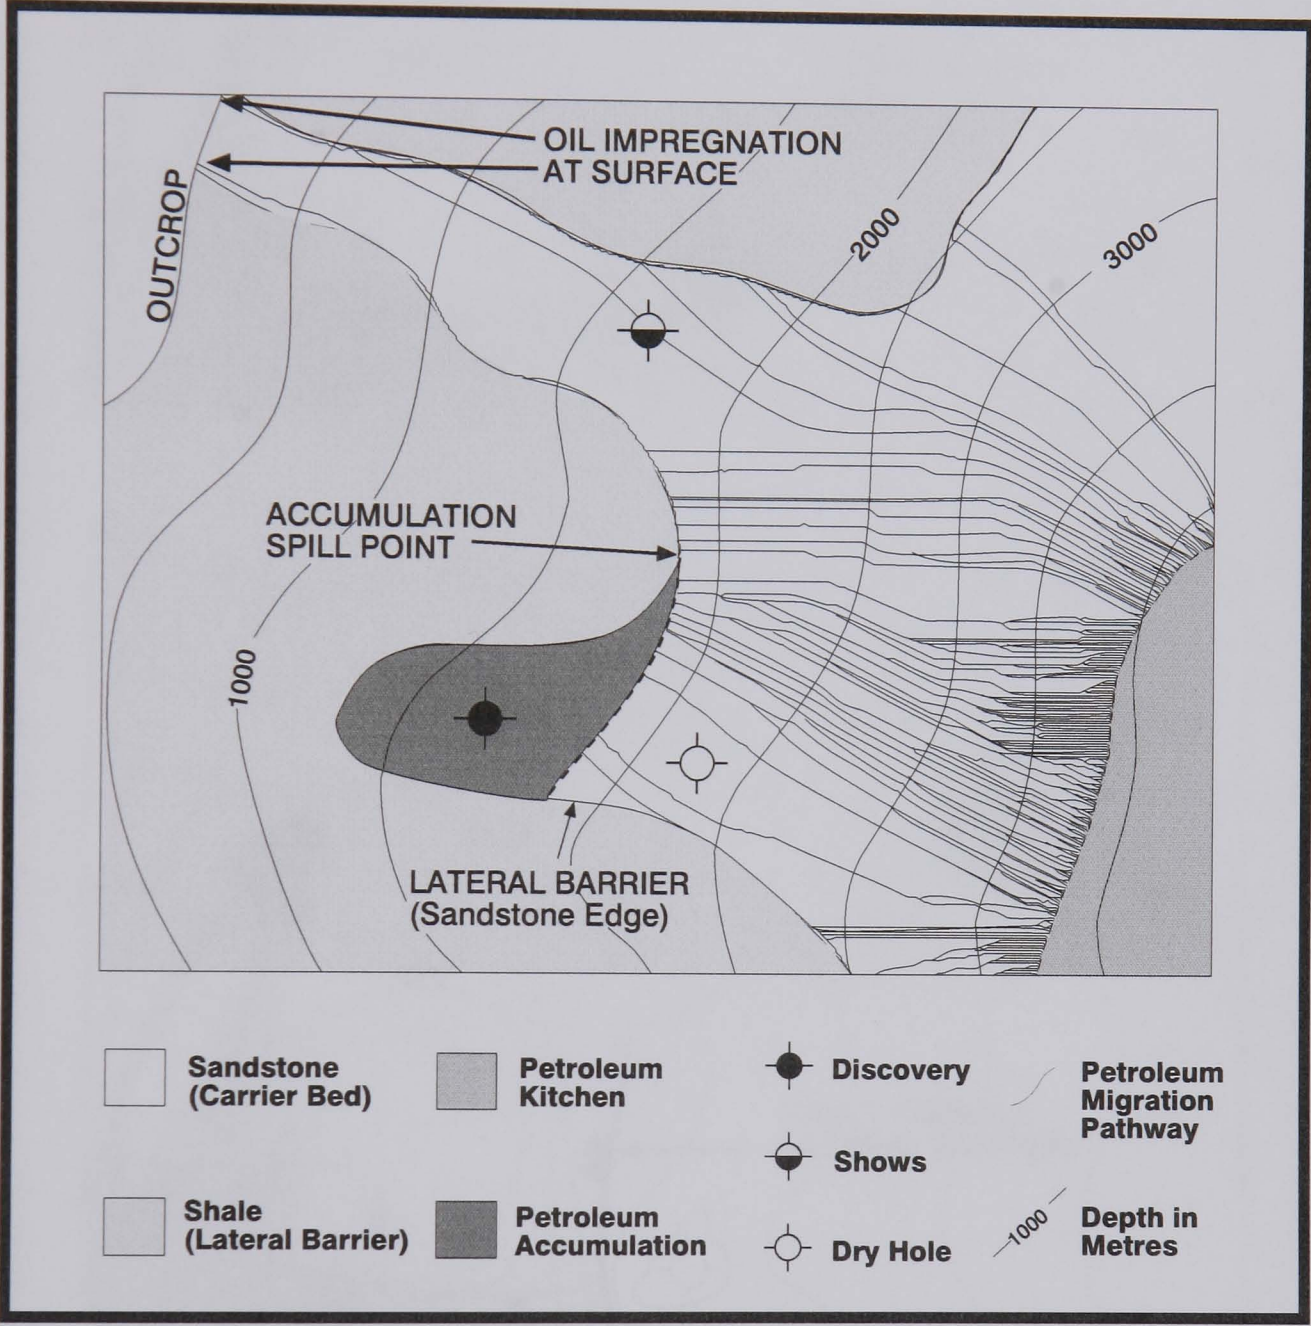 OIL IMPREGNATION
AT SURFACE
OUTCROP
2000
3000
ACCUMULATION
SPILL POINT
1000
LATERAL BARRIER
(Sandstone Edge)
Sandstone
(Carrier Bed)
Petroleum
Kitchen
Discovery
Petroleum
Migration
Pathway
Shows
Shale
(Lateral Barrier)
Petroleum
Accumulation
Dry Hole
1000
Depth in
Metres